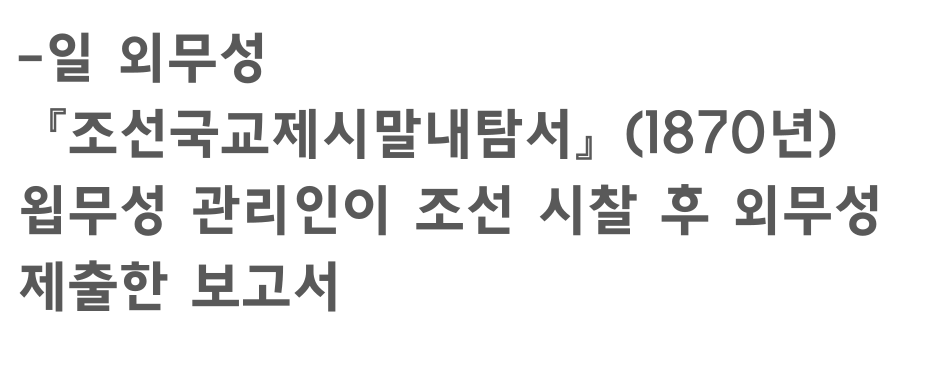 -일 외무성
『조선국교제시말내탐서』 (1870년)
욉무성 관리인이 조선 시찰 후 외무성
제출한 보고서